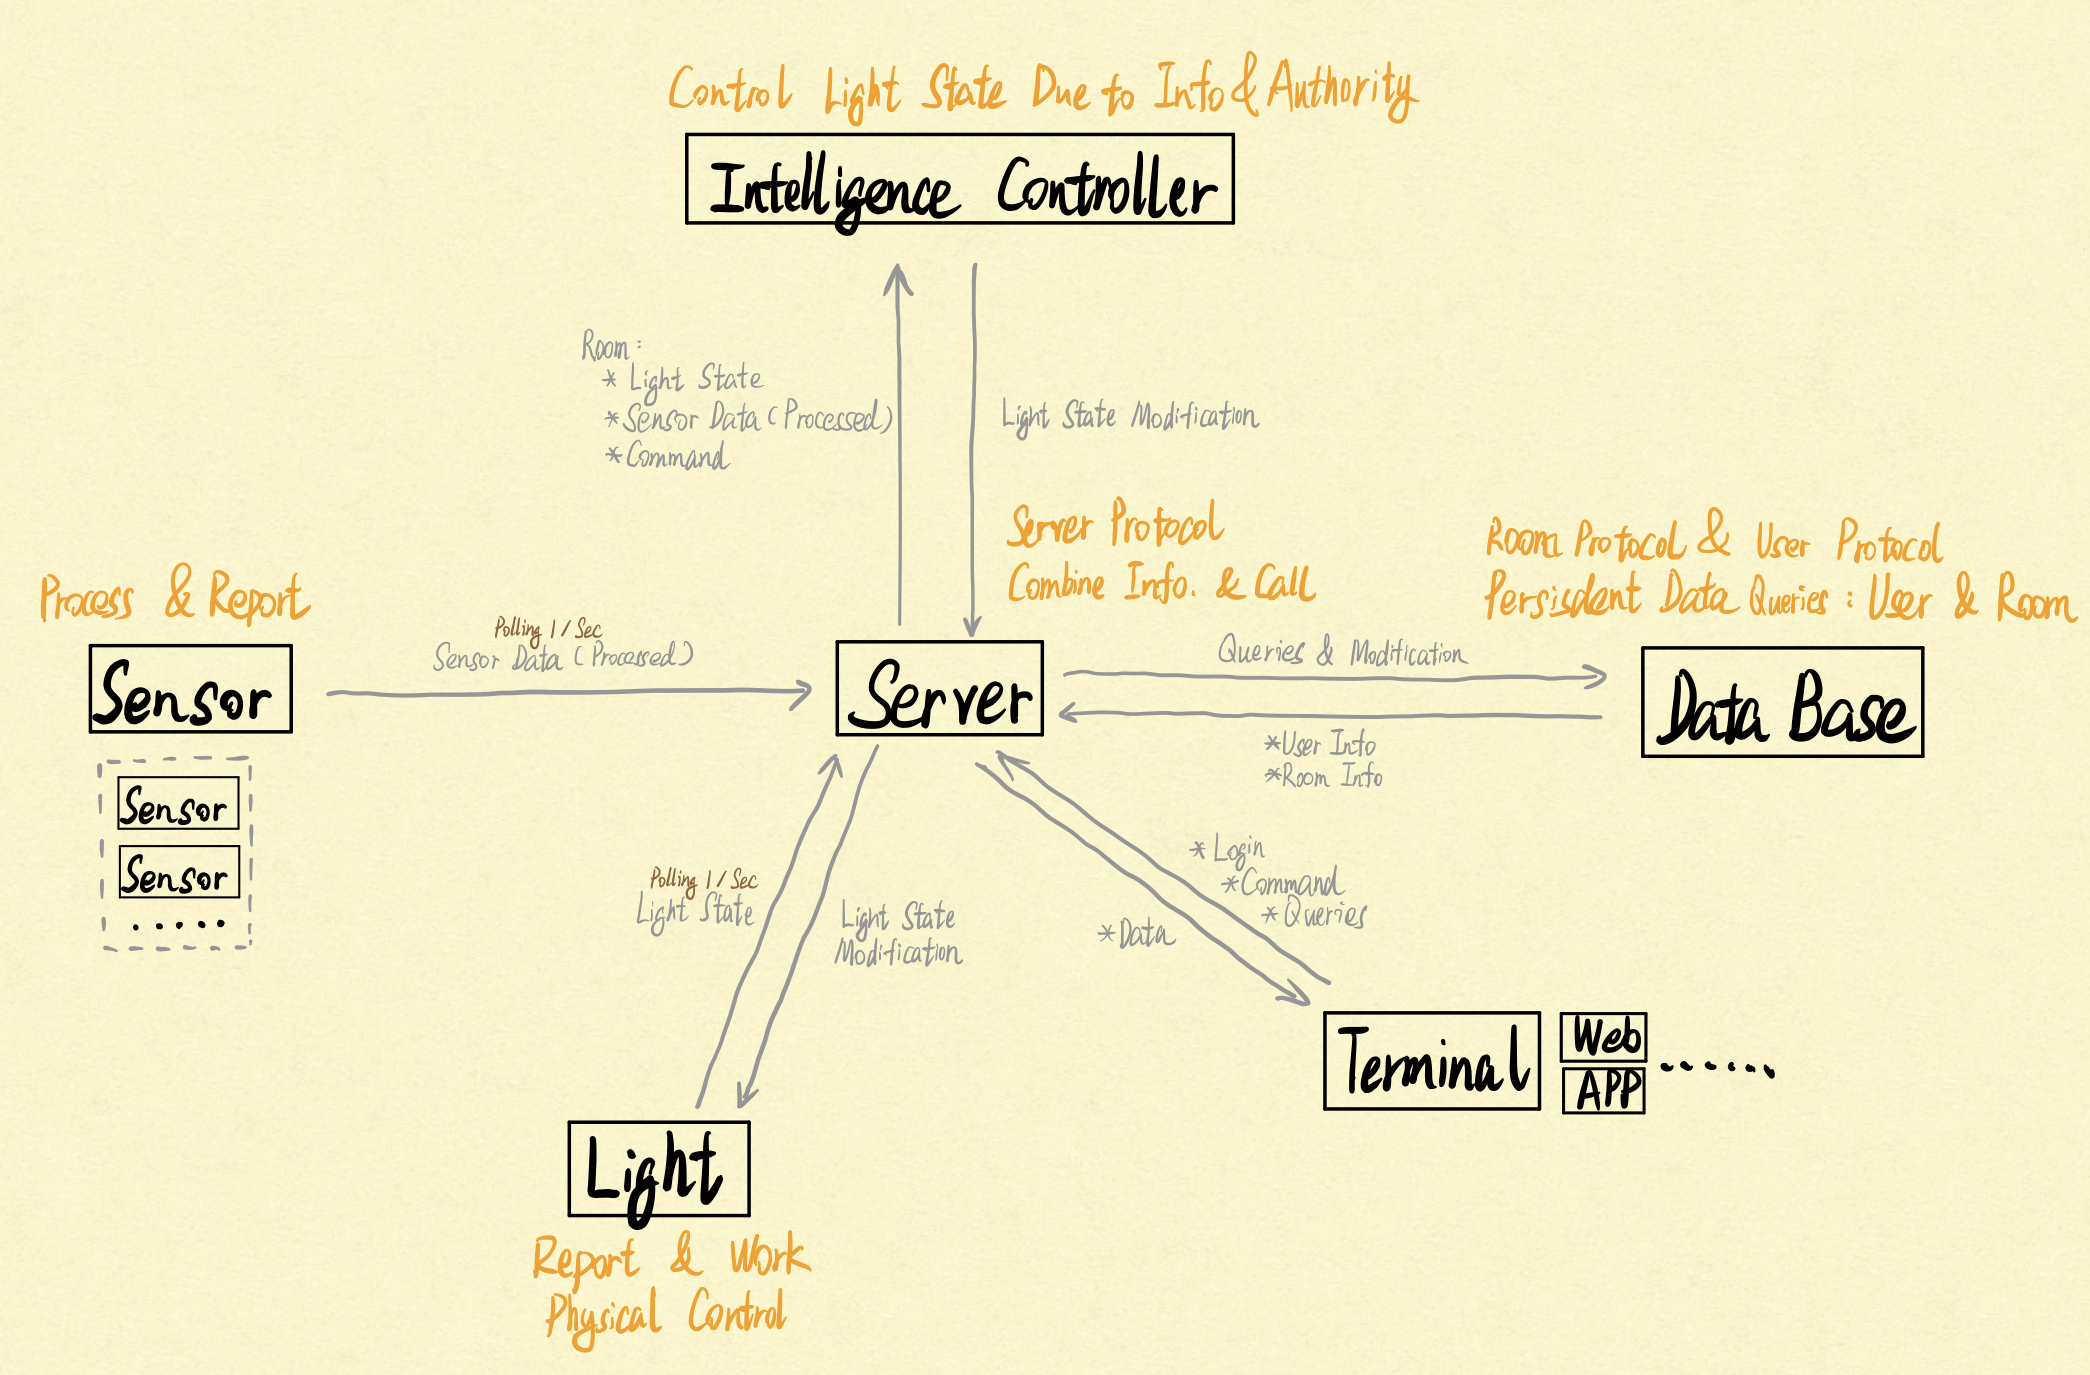 Control Light State Due to Info & Authority
Intelligence Controller
Room :
* Light State
* Sensor Data (Processed)
* Command
Light State Modification
Server Protocol
Combine Info. & Call
Room Protocol & User Protocol
Persisdent Data Queries : User & Room
Process & Report
Polling 1 / Sec
Sensor Data (Processed)
Sensor
Server
Queries & Modification
Data Base
* User Info
* Room Info
Sensor
Sensor
.....
Polling 1 / Sec
Light State
Light State
Modification
* Login
* Command
* Queries
* Data
Terminal
Web
APP
......
Light
Report & Work
Physical Control